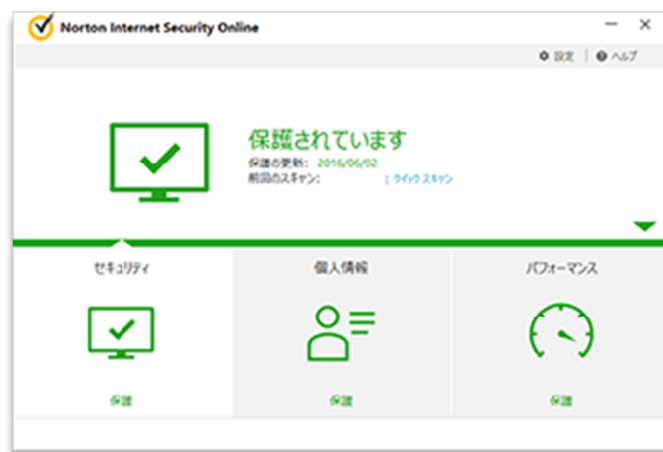 Norton Internet Security Online
設定 | ヘルプ
保護されています
保護の更新: 2016/06/02
前回のスキャン: | クイック スキャン
セキュリティ 個人情報 パフォーマンス
保護 保護 保護